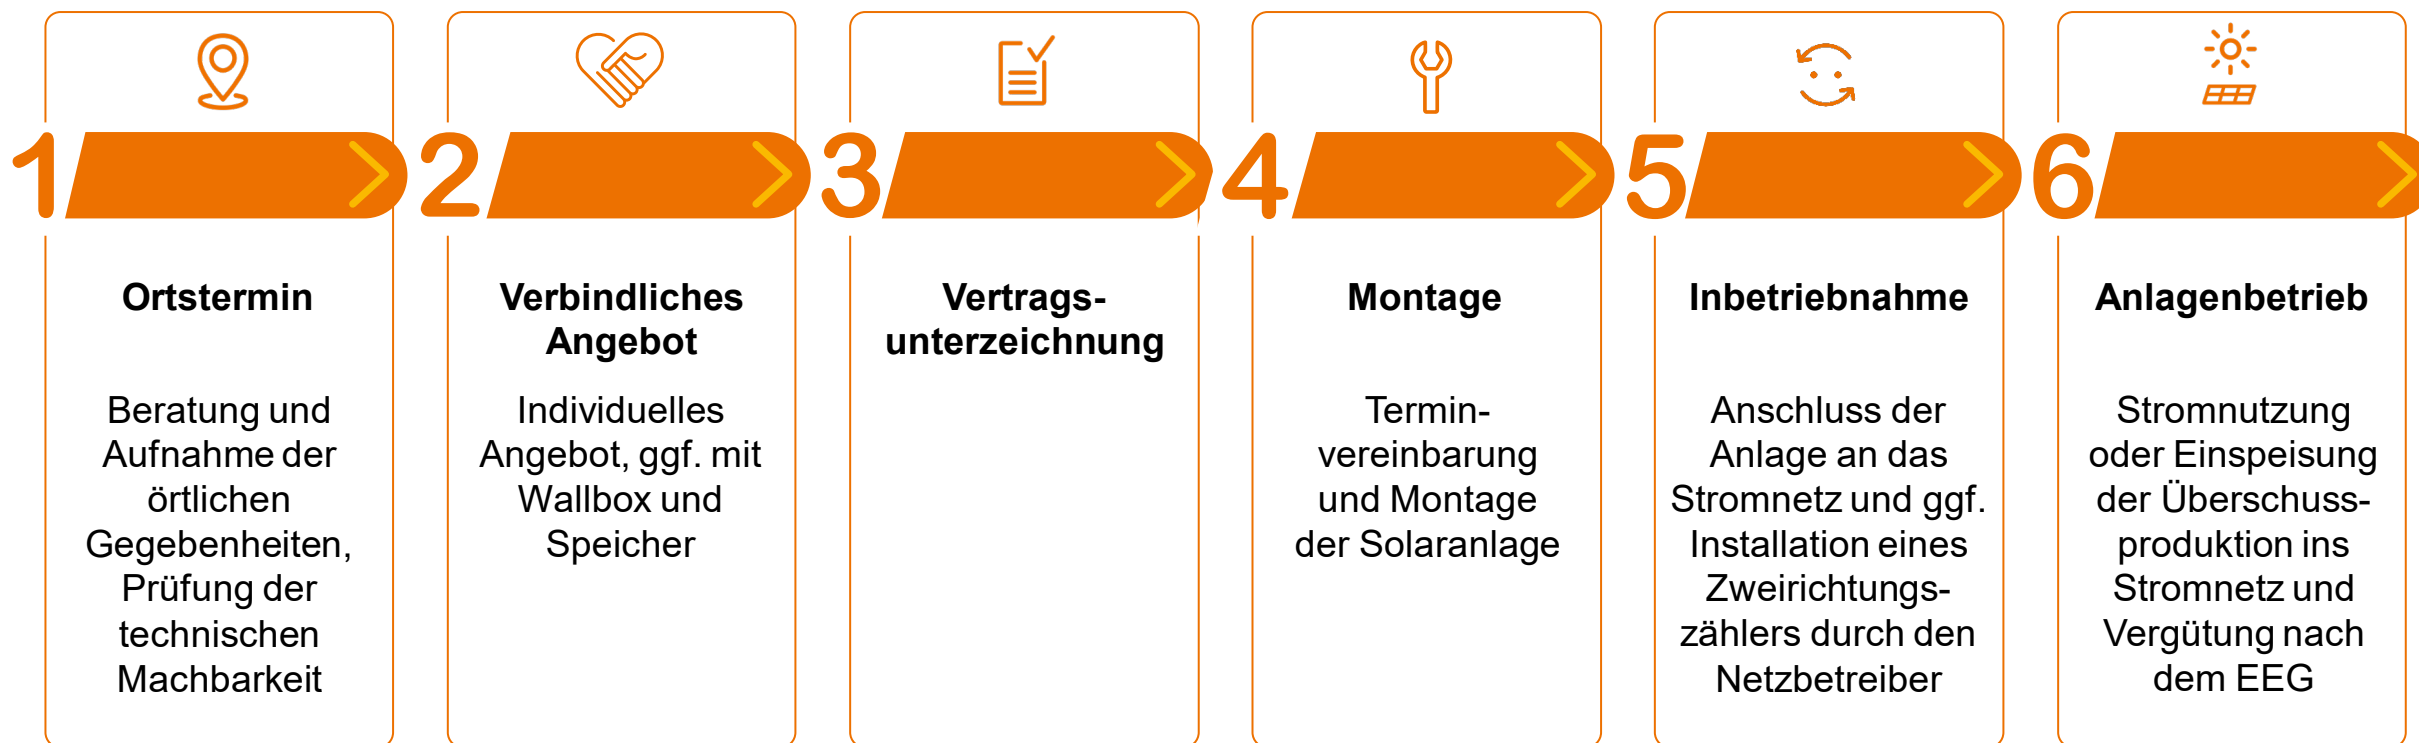 1
Ortstermin
Beratung und
Aufnahme der
örtlichen
Gegebenheiten,
Prüfung der
technischen
Machbarkeit
2
Verbindliches
Angebot
Individuelles
Angebot, ggf. mit
Wallbox und
Speicher
3
Vertrags-
unterzeichnung
4
Montage
Termin-
vereinbarung
und Montage
der Solaranlage
5
Inbetriebnahme
Anschluss der
Anlage an das
Stromnetz und ggf.
Installation eines
Zweirichtungs-
zählers durch den
Netzbetreiber
6
Anlagenbetrieb
Stromnutzung
oder Einspeisung
der Überschuss-
produktion ins
Stromnetz und
Vergütung nach
dem EEG